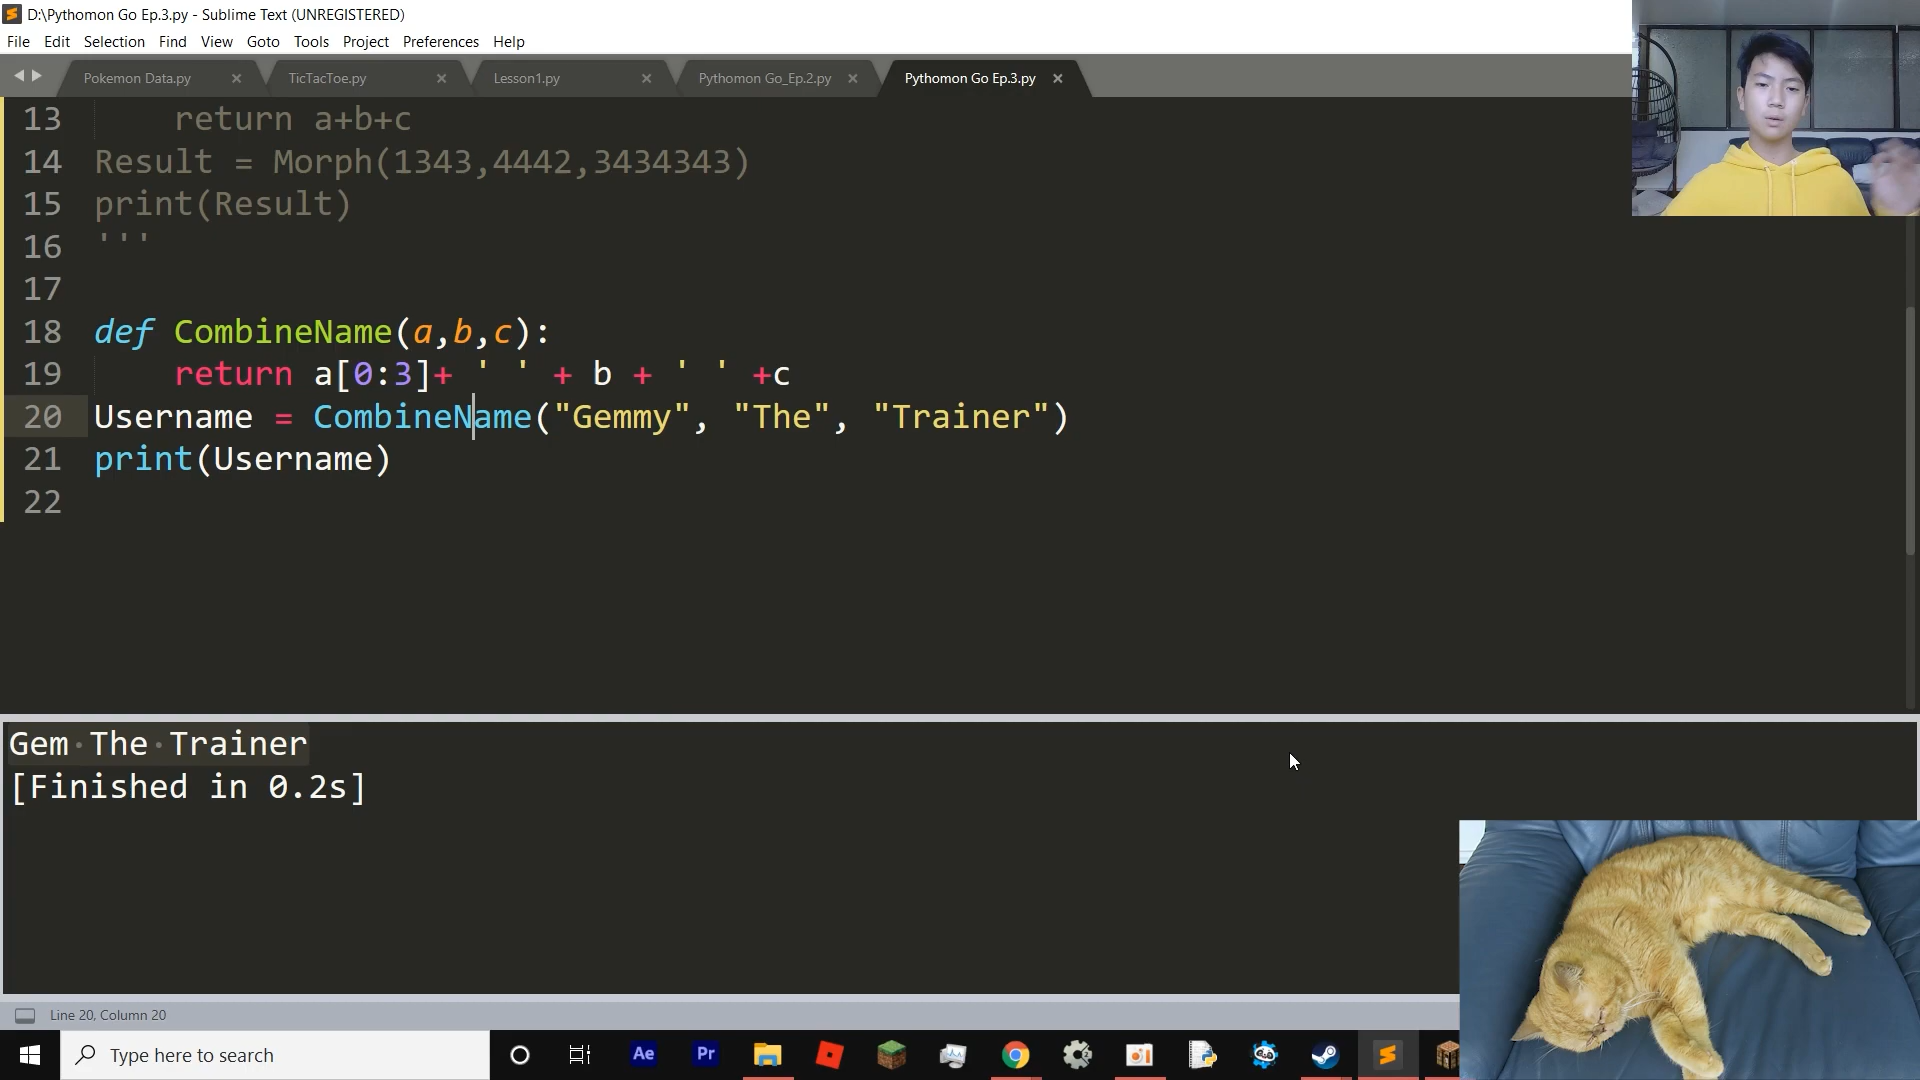 D:\Pythomon Go Ep.3.py - Sublime Text (UNREGISTERED)
File Edit Selection Find View Goto Tools Project Preferences Help
Pokemon Data.py TicTacToe.py Lesson1.py Pythomon Go_Ep.2.py Pythomon Go Ep.3.py
13 return a+b+c
14 Result = Morph(1343,4442,3434343)
15 print(Result)
16 '''
17
18 def CombineName(a,b,c):
19 return a[0:3]+ ' ' + b + ' ' +c
20 Username = CombineName("Gemmy", "The", "Trainer")
21 print(Username)
22
Gem The Trainer
[Finished in 0.2s]
Line 20, Column 20
Type here to search
Ae
Pr